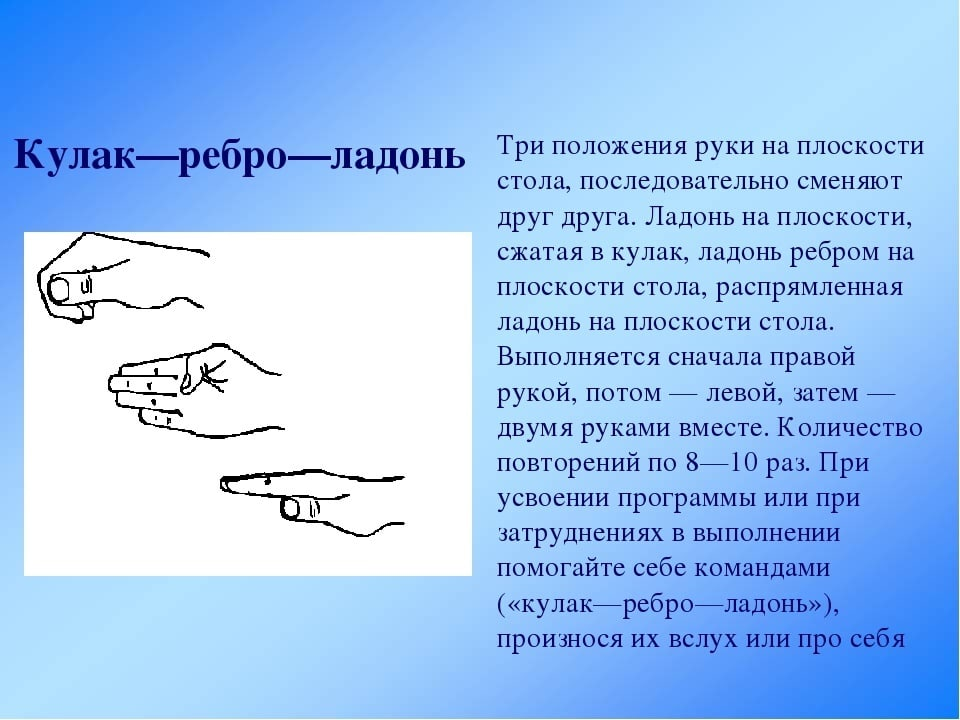 Кулак—ребро—ладонь
Три положения руки на плоскости
стола, последовательно сменяют
друг друга. Ладонь на плоскости,
сжатая в кулак, ладонь ребром на
плоскости стола, распрямленная
ладонь на плоскости стола.
Выполняется сначала правой
рукой, потом — левой, затем —
двумя руками вместе. Количество
повторений по 8—10 раз. При
усвоении программы или при
затруднениях в выполнении
помогайте себе командами
(«кулак—ребро—ладонь»),
произнося их вслух или про себя